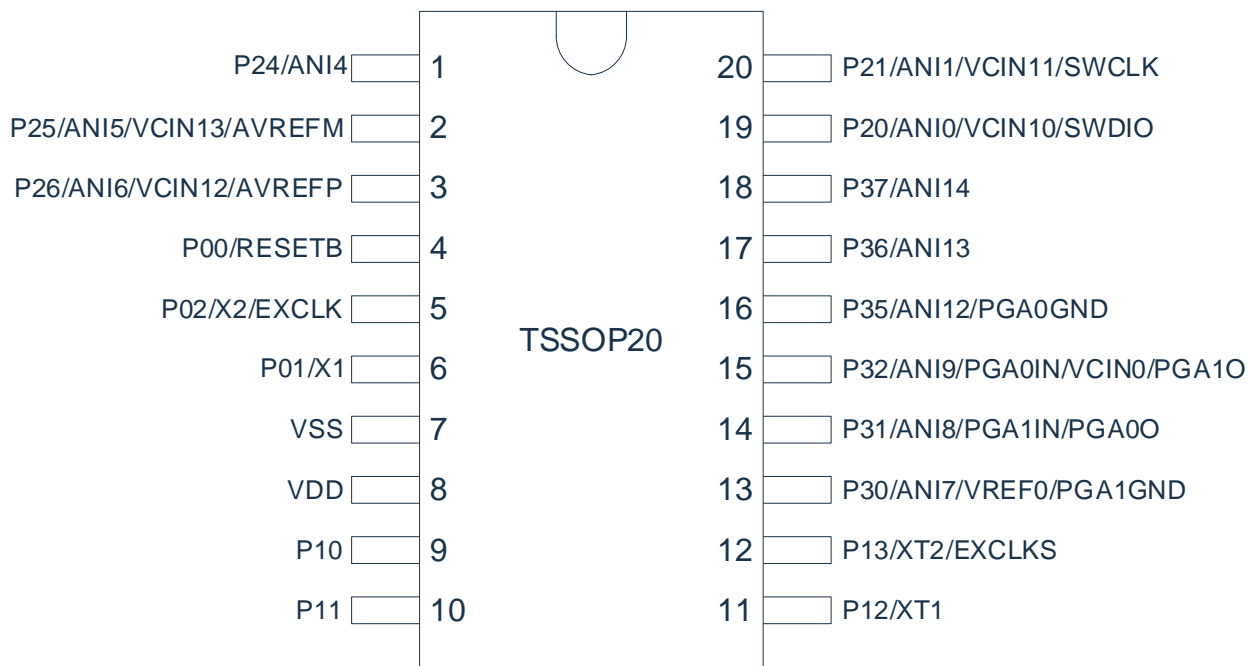 P24/ANI4 1 20 P21/ANI1/VCIN11/SWCLK
P25/ANI5/VCIN13/AVREFM 2 19 P20/ANI0/VCIN10/SWDIO
P26/ANI6/VCIN12/AVREFP 3 18 P37/ANI14
P00/RESETB 4 17 P36/ANI13
P02/X2/EXCLK 5 16 P35/ANI12/PGA0GND
TSSOP20
P01/X1 6 15 P32/ANI9/PGA0IN/VCIN0/PGA1O
VSS 7 14 P31/ANI8/PGA1IN/PGA0O
VDD 8 13 P30/ANI7/VREF0/PGA1GND
P10 9 12 P13/XT2/EXCLKS
P11 10 11 P12/XT1